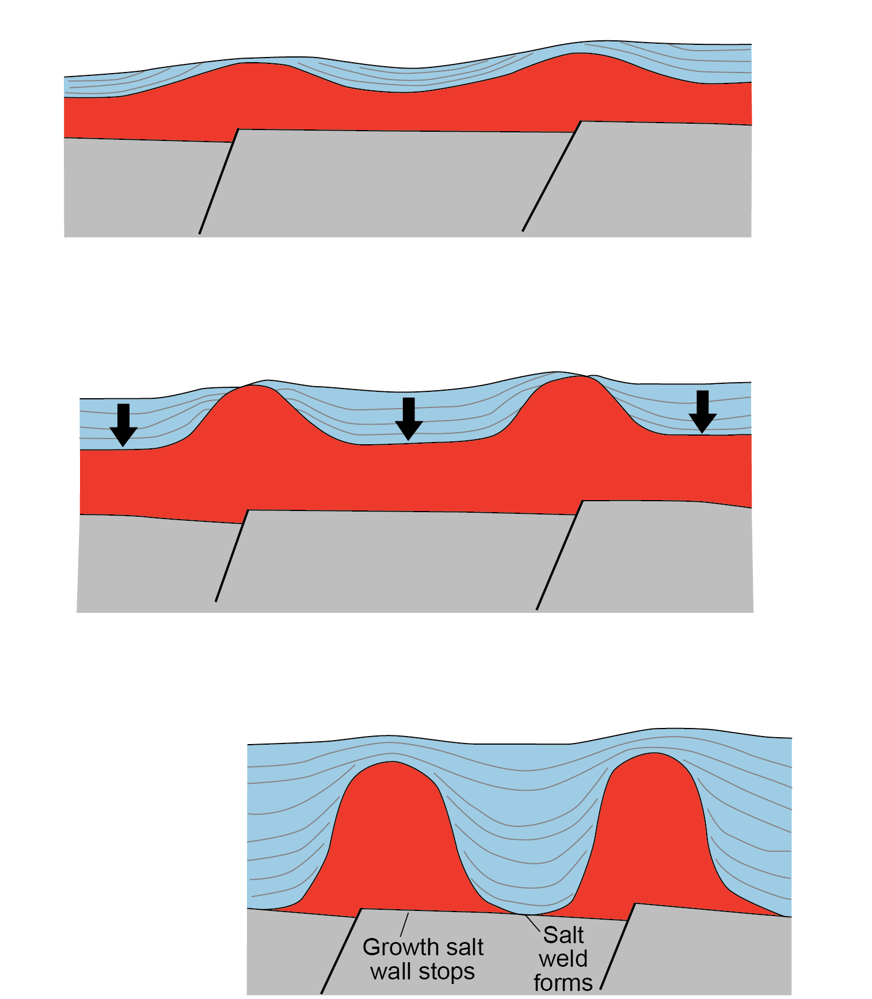 Growth salt
wall stops
Salt
weld
forms